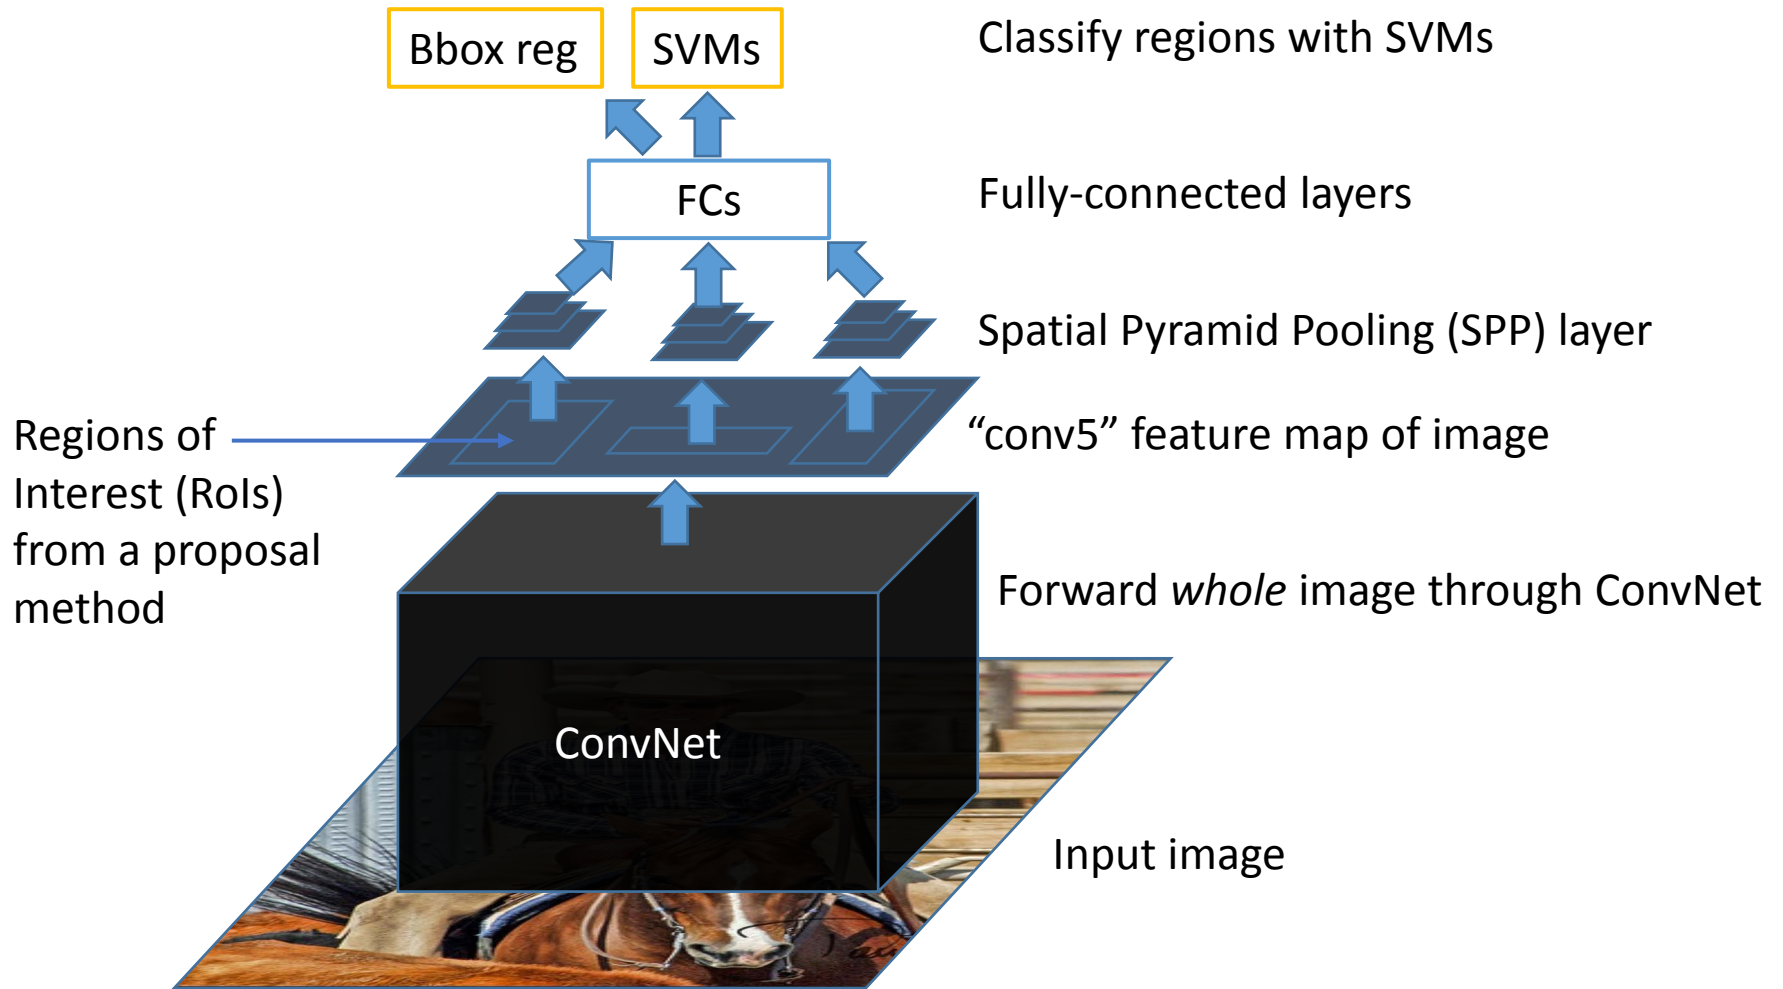 Bbox reg
SVMs
Classify regions with SVMs
FCs
Fully-connected layers
Spatial Pyramid Pooling (SPP) layer
Regions of
Interest (RoIs)
from a proposal
method
“conv5” feature map of image
Forward whole image through ConvNet
ConvNet
Input image